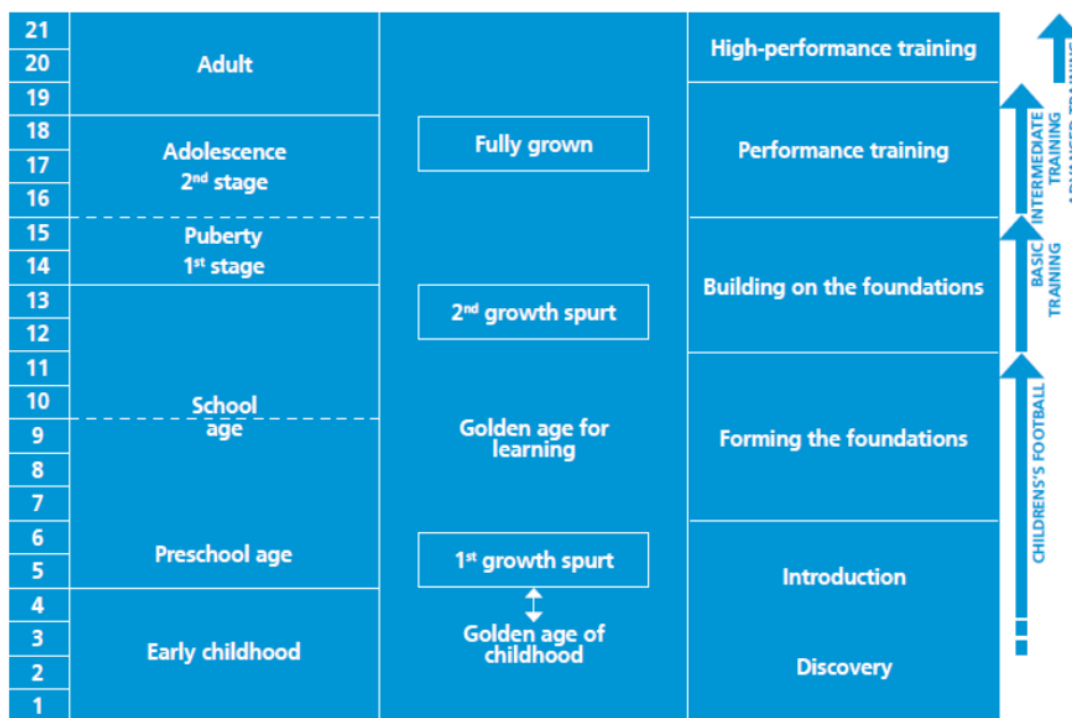 21
20
19
18
17
16
15
14
13
12
11
10
9
8
7
6
5
4
3
2
1
Adult
Adolescence
2nd stage
Puberty
1st stage
School
age
Preschool age
Early childhood
Fully grown
2nd growth spurt
Golden age for
learning
1st growth spurt
Golden age of
childhood
High-performance training
Performance training
Building on the foundations
Forming the foundations
Introduction
Discovery
ADVANCED TRAINING
INTERMEDIATE
TRAINING
BASIC
TRAINING
CHILDRENS'S FOOTBALL